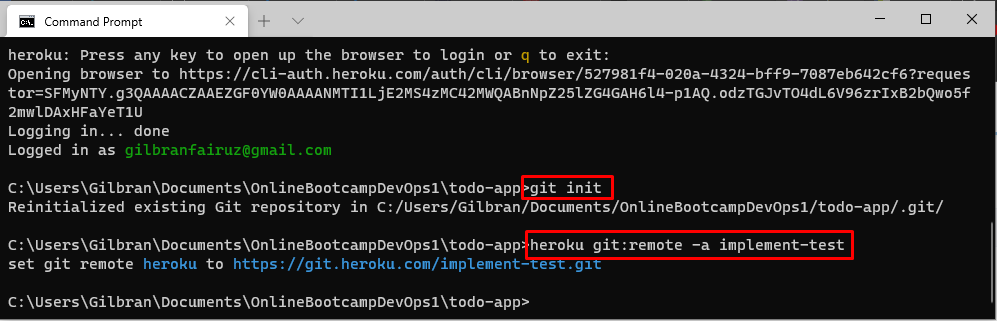 Command Prompt
heroku: Press any key to open up the browser to login or q to exit:
Opening browser to https://cli-auth.heroku.com/auth/cli/browser/527981f4-020a-4324-bff9-7087eb642cf6?reques
tor=SFMyNTY.g3QAAAACZAAEZGF0YW0AAAANMTI1LjE2MS4zMC42MWQABnNpZ25lZG4GAH6l4-p1AQ.odzTGJvTO4dL6V96zrIxB2bQwo5f
2mwlDAxHFaYeT1U
Logging in... done
Logged in as gilbranfairuz@gmail.com
C:\Users\Gilbran\Documents\OnlineBootcampDevOps1\todo-app>git init
Reinitialized existing Git repository in C:/Users/Gilbran/Documents/OnlineBootcampDevOps1/todo-app/.git/
C:\Users\Gilbran\Documents\OnlineBootcampDevOps1\todo-app>heroku git:remote -a implement-test
set git remote heroku to https://git.heroku.com/implement-test.git
C:\Users\Gilbran\Documents\OnlineBootcampDevOps1\todo-app>